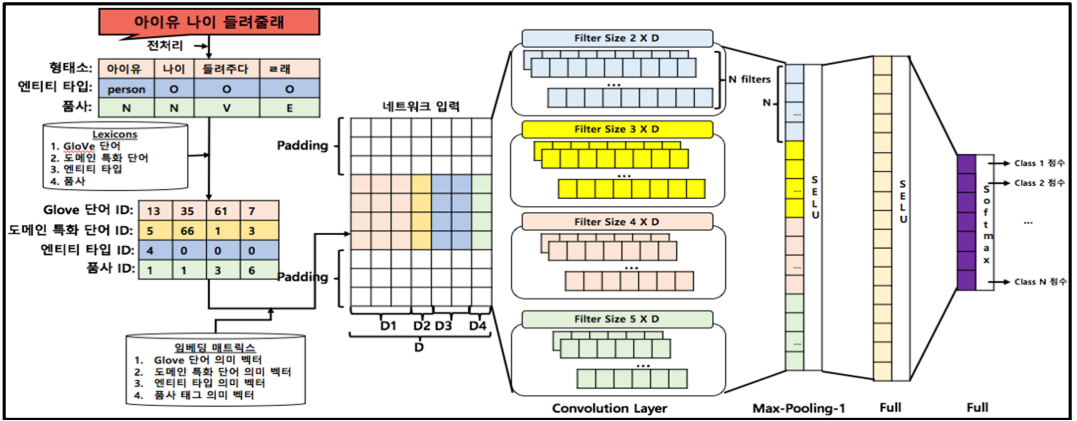 아이유 나이 들려줄래
전처리
형태소: 아이유 나이 들려주다 ㄹ래
엔티티 타입: person O O O
품사: N N V E
Lexicons
1. GloVe 단어
2. 도메인 특화 단어
3. 엔티티 타입
4. 품사
Glove 단어 ID: 13 35 61 7
도메인 특화 단어 ID: 5 66 1 3
엔티티 타입 ID: 4 0 0 0
품사 ID: 1 1 3 6
임베딩 매트릭스
1. Glove 단어 의미 벡터
2. 도메인 특화 단어 의미 벡터
3. 엔티티 타입 의미 벡터
4. 품사 태그 의미 벡터
네트워크 입력
Padding
Padding
D1 D2 D3 D4
D
Filter Size 2 X D
...
N filters
Filter Size 3 X D
...
Filter Size 4 X D
...
Filter Size 5 X D
...
Convolution Layer
N
...
...
...
...
SELU
Max-Pooling-1
SELU
Full
Softmax
Full
Class 1 점수
Class 2 점수
...
Class N 점수